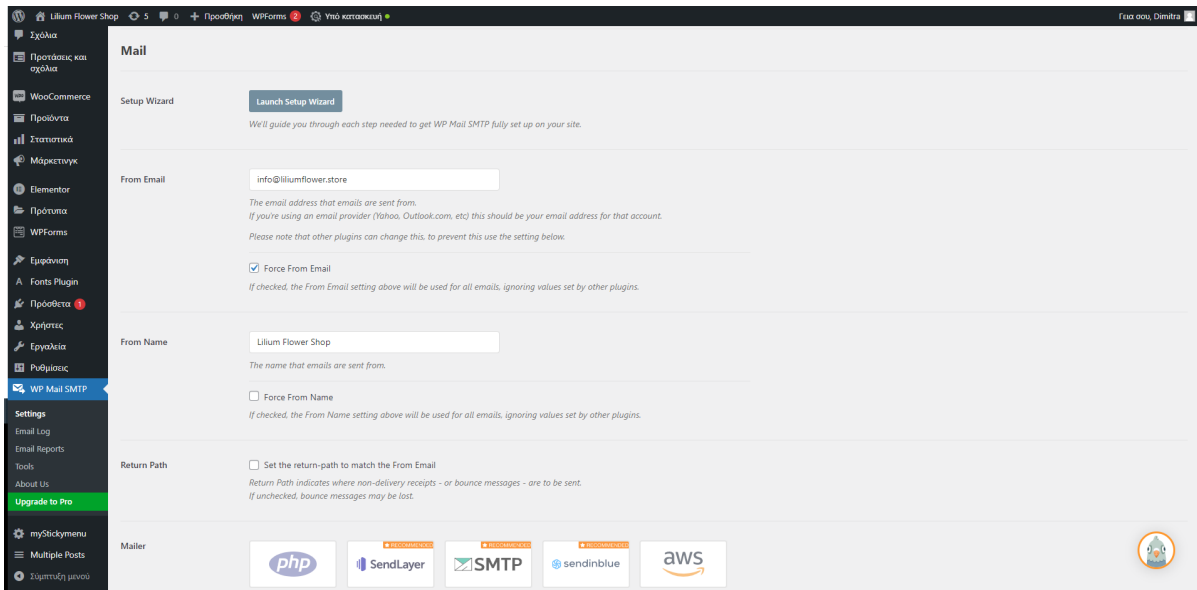 Lilium Flower Shop 5 0 Προσθήκη WPForms 2 Υπό κατασκευή Γεια σου, Dimitra
Σχόλια
Προτάσεις και
σχόλια
WooCommerce
Προϊόντα
Στατιστικά
Μάρκετινγκ
Elementor
Πρότυπα
WPForms
Εμφάνιση
Fonts Plugin
Πρόσθετα 1
Χρήστες
Εργαλεία
Ρυθμίσεις
WP Mail SMTP
Settings
Email Log
Email Reports
Tools
About Us
Upgrade to Pro
myStickymenu
Multiple Posts
Σύμπτυξη μενού
Mail
Setup Wizard
Launch Setup Wizard
We'll guide you through each step needed to get WP Mail SMTP fully set up on your site.
From Email
info@liliumflower.store
The email address that emails are sent from.
If you're using an email provider (Yahoo, Outlook.com, etc) this should be your email address for that account.
Please note that other plugins can change this, to prevent this use the setting below.
Force From Email
If checked, the From Email setting above will be used for all emails, ignoring values set by other plugins.
From Name
Lilium Flower Shop
The name that emails are sent from.
Force From Name
If checked, the From Name setting above will be used for all emails, ignoring values set by other plugins.
Return Path
Set the return-path to match the From Email
Return Path indicates where non-delivery receipts - or bounce messages - are to be sent.
If unchecked, bounce messages may be lost.
Mailer
RECOMMENDED RECOMMENDED RECOMMENDED
php SendLayer SMTP sendinblue aws